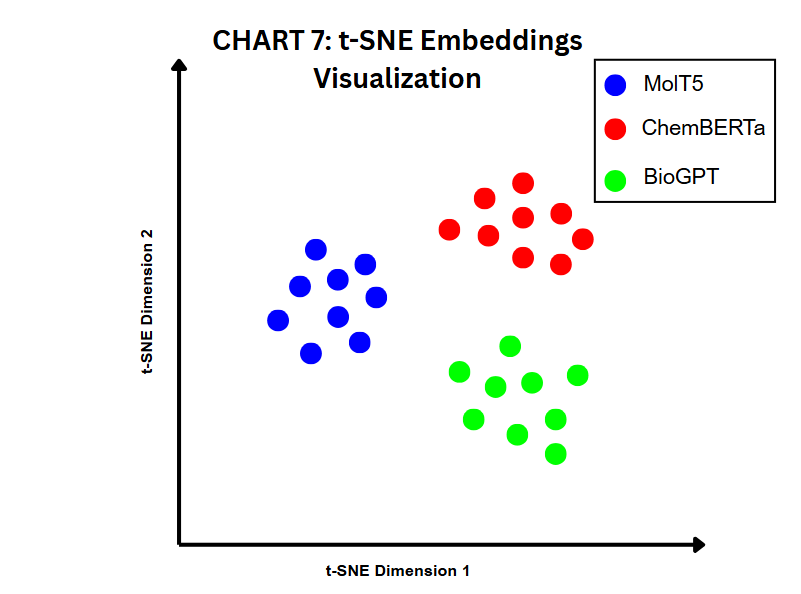 CHART 7: t-SNE Embeddings
Visualization
MolT5
ChemBERTa
BioGPT
t-SNE Dimension 2
t-SNE Dimension 1